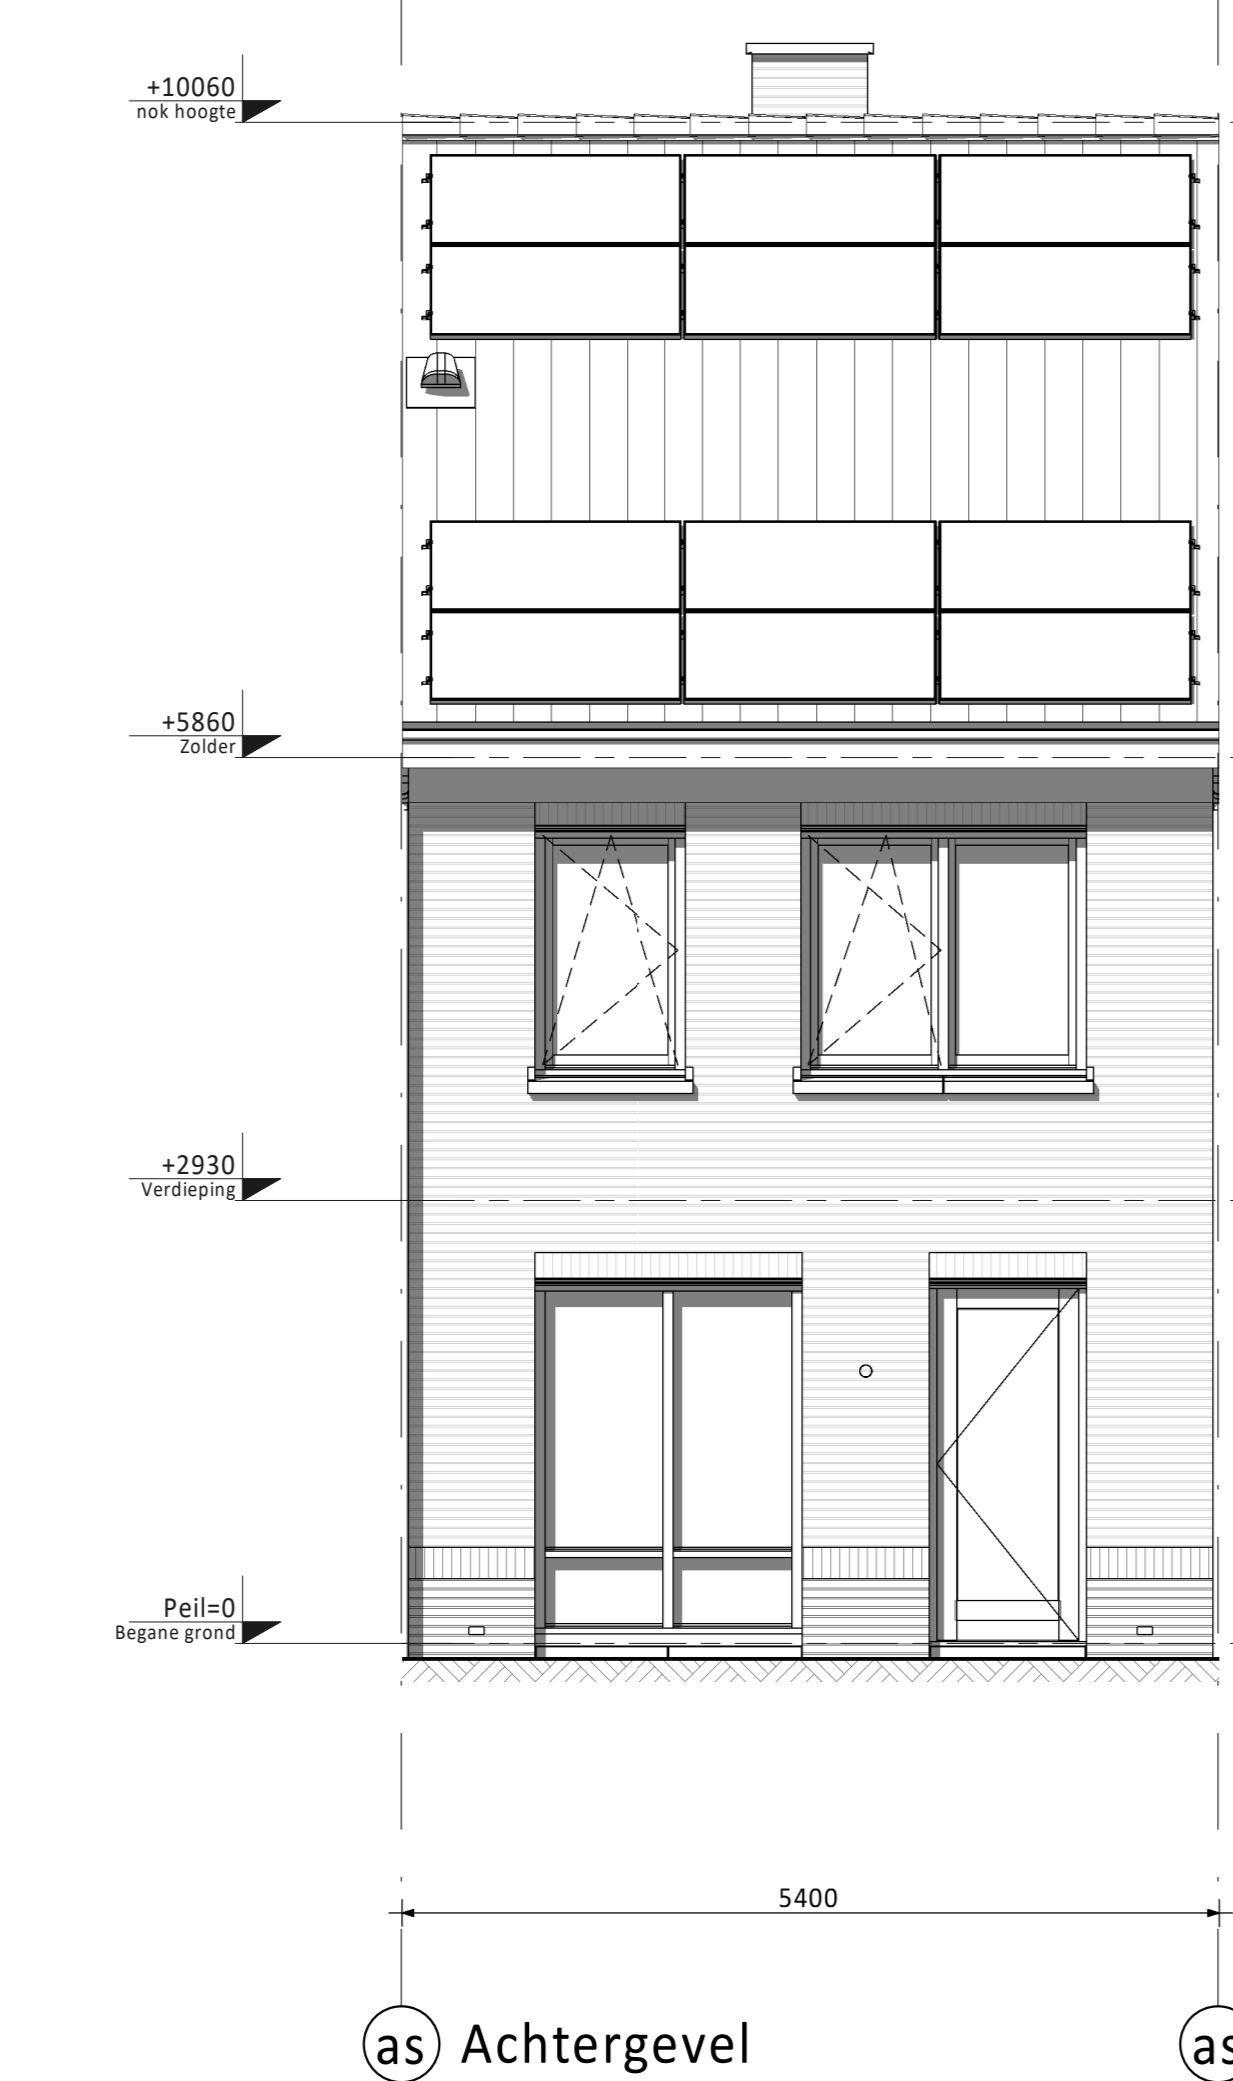 +10060
nok hoogte
+5860
Zolder
+2930
Verdieping
Peil=0
Begane grond
5400
as Achtergevel as